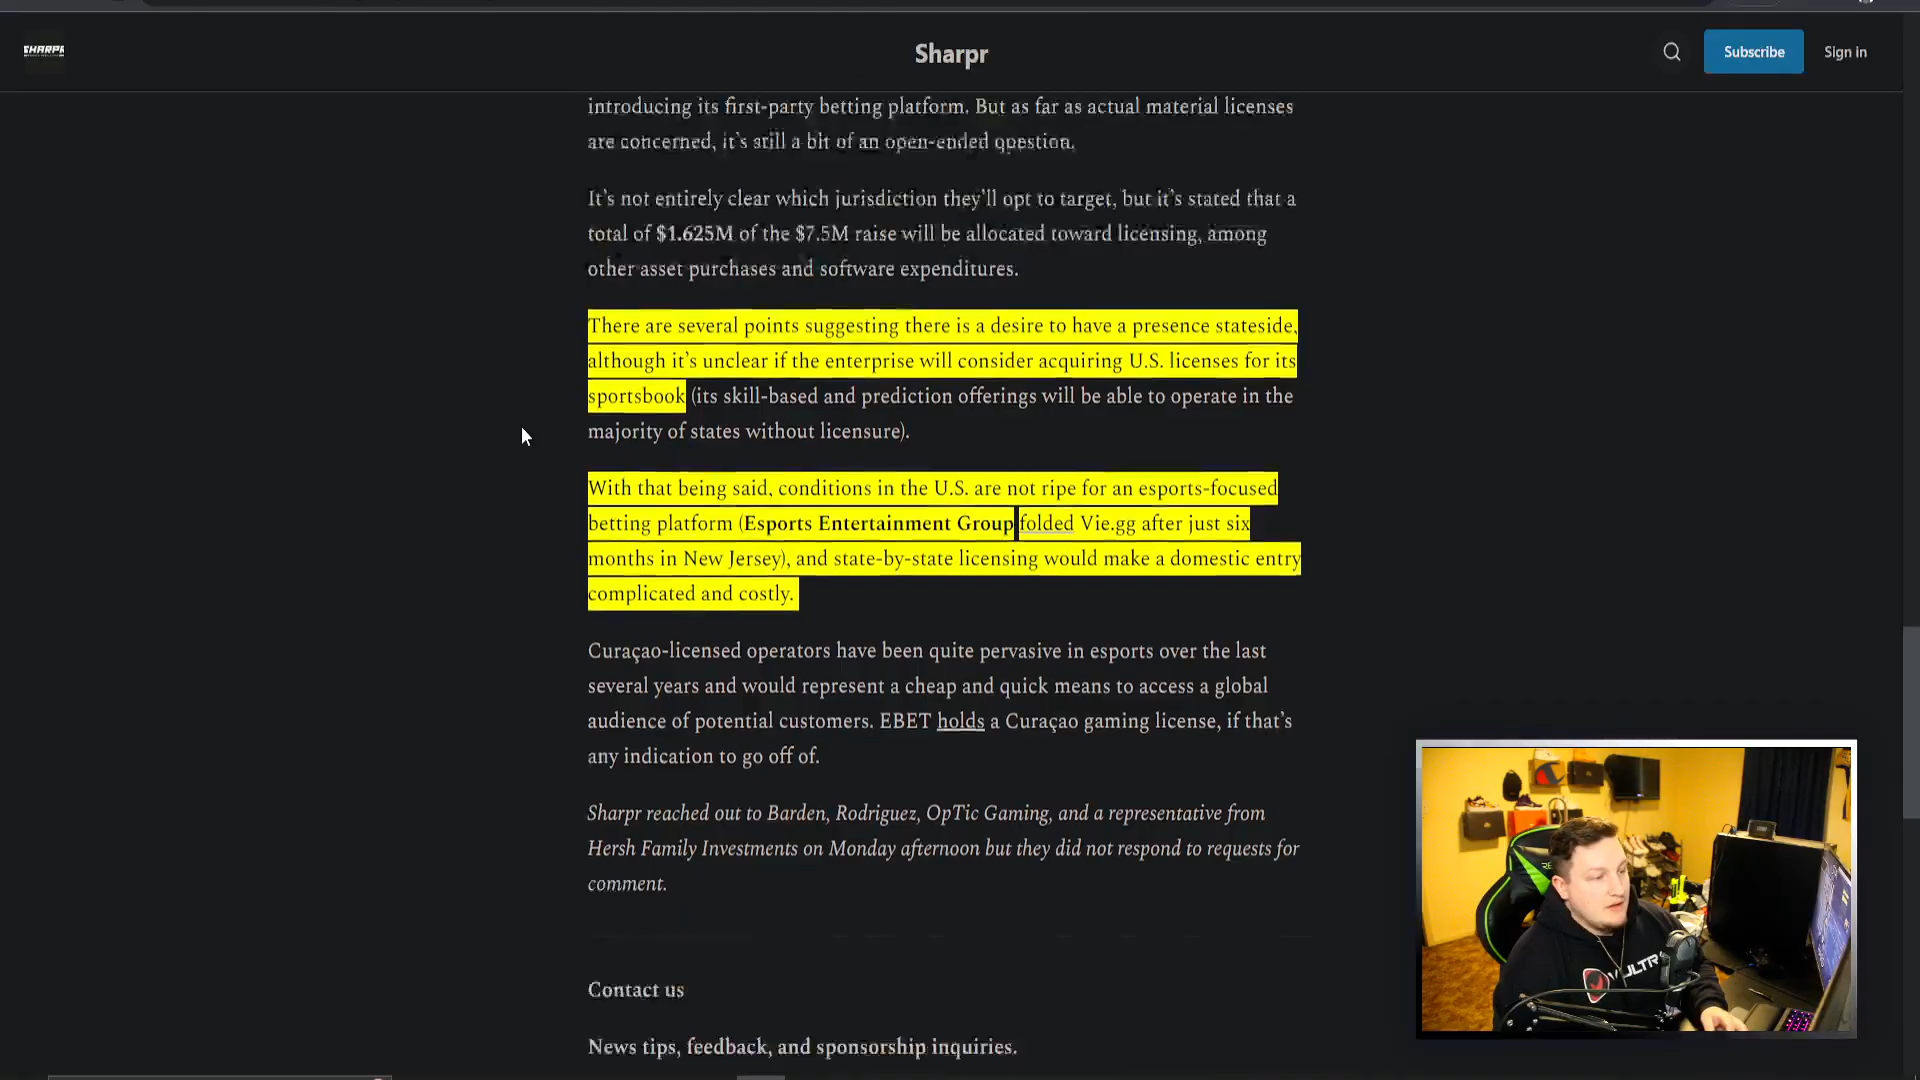 SHARPR
Sharpr
Subscribe
Sign in
introducing its first-party betting platform. But as far as actual material licenses
are concerned, it's still a bit of an open-ended question.
It's not entirely clear which jurisdiction they'll opt to target, but it's stated that a
total of $1.625M of the $7.5M raise will be allocated toward licensing, among
other asset purchases and software expenditures.
There are several points suggesting there is a desire to have a presence stateside,
although it's unclear if the enterprise will consider acquiring U.S. licenses for its
sportsbook (its skill-based and prediction offerings will be able to operate in the
majority of states without licensure).
With that being said, conditions in the U.S. are not ripe for an esports-focused
betting platform (Esports Entertainment Group folded Vie.gg after just six
months in New Jersey), and state-by-state licensing would make a domestic entry
complicated and costly.
Curaçao-licensed operators have been quite pervasive in esports over the last
several years and would represent a cheap and quick means to access a global
audience of potential customers. EBET holds a Curaçao gaming license, if that's
any indication to go off of.
Sharpr reached out to Barden, Rodriguez, OpTic Gaming, and a representative from
Hersh Family Investments on Monday afternoon but they did not respond to requests for
comment.
Contact us
News tips, feedback, and sponsorship inquiries.